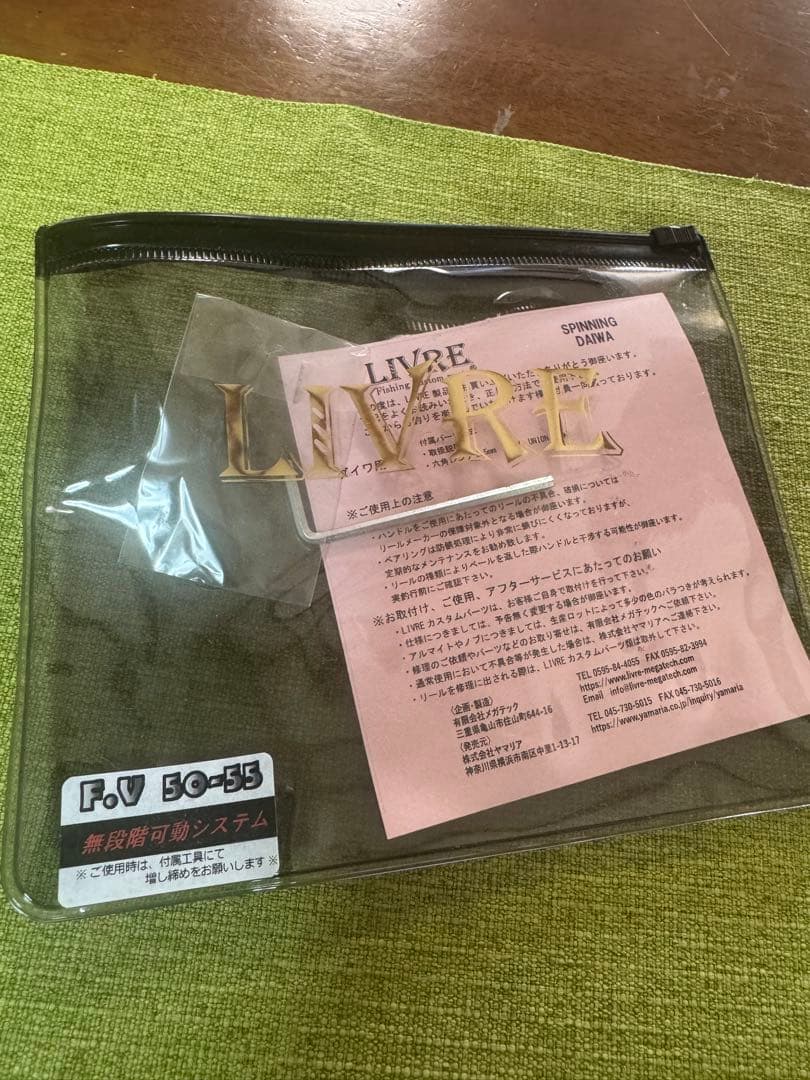 SPINNING
DAIWA
LIVRE
Fishing
LIVRE
付属パーツ
UNION
※ご使用上の注意
・ハンドルをご使用にあたってのリールの不具合、破損については
リールメーカーの保障対象外となる場合が御座います。
・ベアリングは防錆処理により非常に錆びにくくなっておりますが、
定期的なメンテナンスをお勧め致します。
・リールの種類によりベールを返した際ハンドルと干渉する可能性が御座います。
実釣行前にご確認下さい。
※お取付け、ご使用、アフターサービスにあたってのお願い
・LIVREカスタムパーツは、お客様ご自身で取付けを行って下さい。
・仕様につきましては、予告無く変更する場合が御座います。
・アルマイトやノブにつきましては、生産ロットによって多少の色のバラつきが考えられます。
・修理のご依頼やパーツなどのお取り寄せは、有限会社メガテックへご依頼下さい。
・通常使用において不具合等が発生した場合は、株式会社ヤマリアへご連絡下さい。
・リールを修理に出される際は、LIVREカスタムパーツ類は取外して下さい。
〈企画・製造〉
有限会社メガテック TEL 0595-84-4055 FAX 0595-82-3994
三重県亀山市住山町644-16 https://www.livre-megatech.com
Email info@livre-megatech.com
〈発売元〉
株式会社ヤマリア TEL 045-730-5015 FAX 045-730-5016
神奈川県横浜市南区中里1-13-17 https://www.yamaria.co.jp/inquiry/yamaria
F.V 50-55
無段階可動システム
※ご使用時は、付属工具にて
増し締めをお願いします※